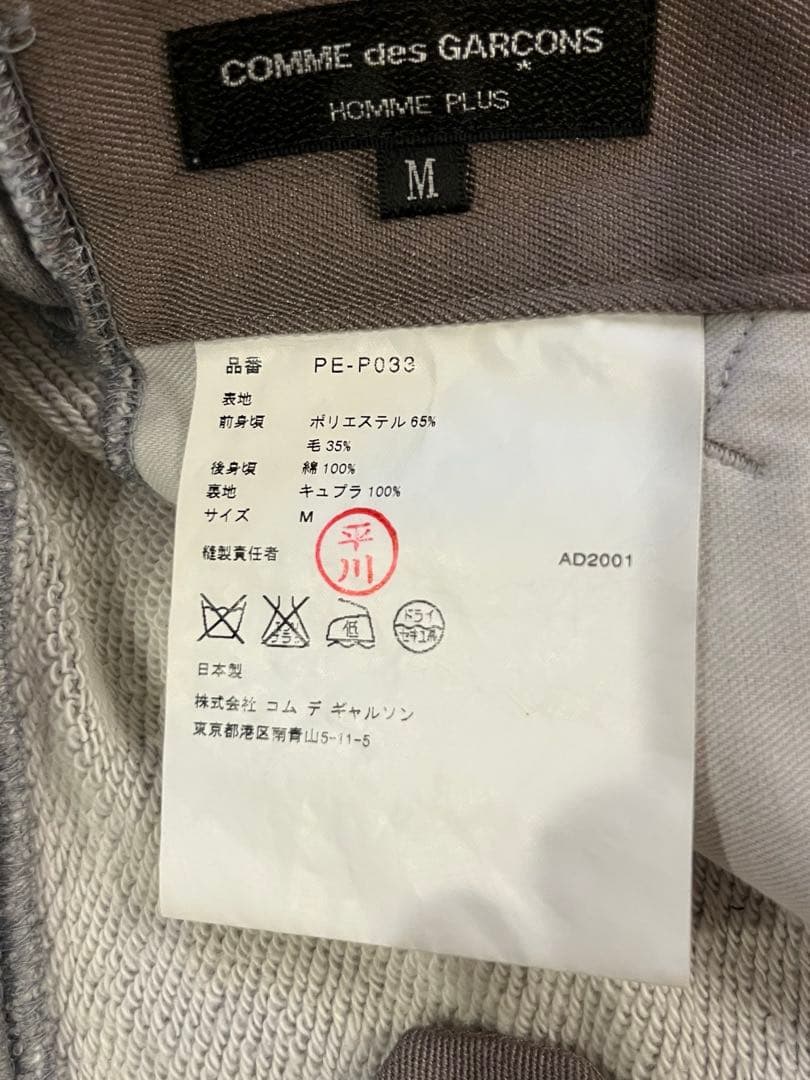 COMME des GARCONS
*
HOMME PLUS
M
品番 PE-P033
表地
前身頃 ポリエステル 65%
毛 35%
後身頃 綿 100%
裏地 キュプラ 100%
サイズ M
縫製責任者 平川 AD2001
低 ドライ セキユ系
日本製
株式会社 コム デ ギャルソン
東京都港区南青山5-11-5